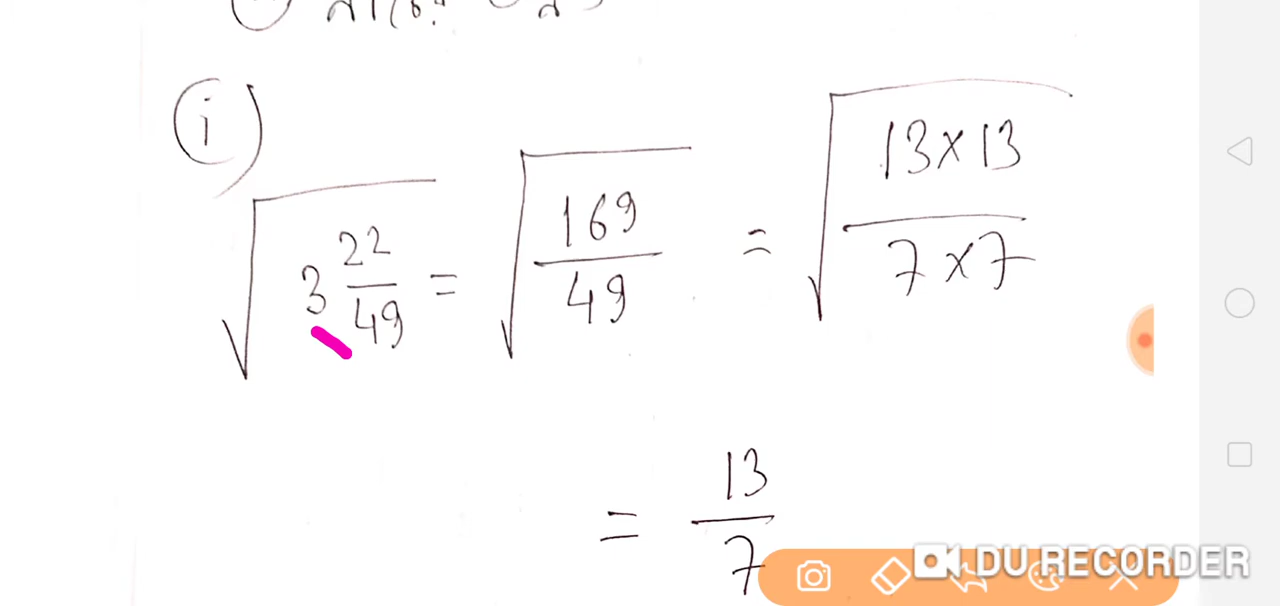 (i)
√(3 22/49) = √(169/49) = √((13×13)/(7×7))
= 13/7
DU RECORDER